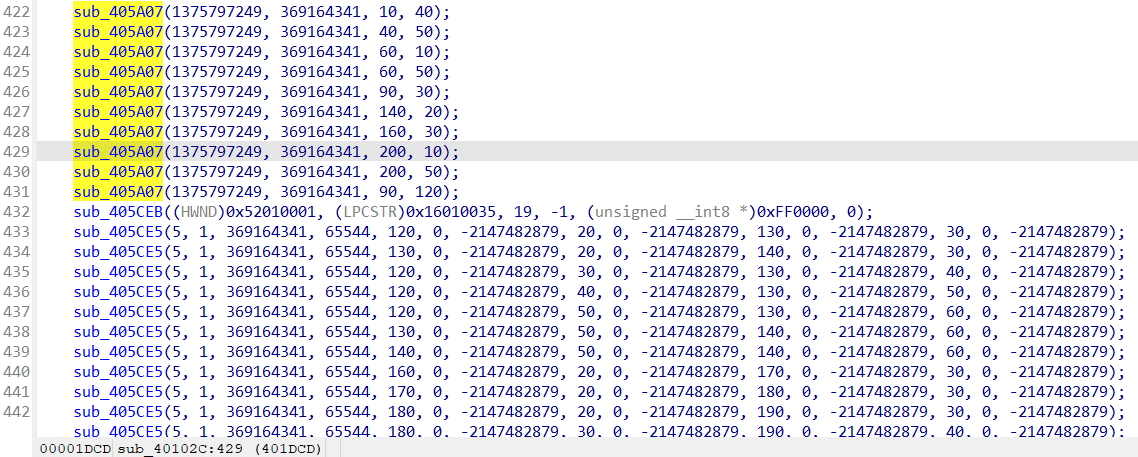 422 sub_405A07(1375797249, 369164341, 10, 40);
423 sub_405A07(1375797249, 369164341, 40, 50);
424 sub_405A07(1375797249, 369164341, 60, 10);
425 sub_405A07(1375797249, 369164341, 60, 50);
426 sub_405A07(1375797249, 369164341, 90, 30);
427 sub_405A07(1375797249, 369164341, 140, 20);
428 sub_405A07(1375797249, 369164341, 160, 30);
429 sub_405A07(1375797249, 369164341, 200, 10);
430 sub_405A07(1375797249, 369164341, 200, 50);
431 sub_405A07(1375797249, 369164341, 90, 120);
432 sub_405CEB((HWND)0x52010001, (LPCSTR)0x16010035, 19, -1, (unsigned __int8 *)0xFF0000, 0);
433 sub_405CE5(5, 1, 369164341, 65544, 120, 0, -2147482879, 20, 0, -2147482879, 130, 0, -2147482879, 30, 0, -2147482879);
434 sub_405CE5(5, 1, 369164341, 65544, 130, 0, -2147482879, 20, 0, -2147482879, 140, 0, -2147482879, 30, 0, -2147482879);
435 sub_405CE5(5, 1, 369164341, 65544, 120, 0, -2147482879, 30, 0, -2147482879, 130, 0, -2147482879, 40, 0, -2147482879);
436 sub_405CE5(5, 1, 369164341, 65544, 120, 0, -2147482879, 40, 0, -2147482879, 130, 0, -2147482879, 50, 0, -2147482879);
437 sub_405CE5(5, 1, 369164341, 65544, 120, 0, -2147482879, 50, 0, -2147482879, 130, 0, -2147482879, 60, 0, -2147482879);
438 sub_405CE5(5, 1, 369164341, 65544, 130, 0, -2147482879, 50, 0, -2147482879, 140, 0, -2147482879, 60, 0, -2147482879);
439 sub_405CE5(5, 1, 369164341, 65544, 140, 0, -2147482879, 50, 0, -2147482879, 140, 0, -2147482879, 60, 0, -2147482879);
440 sub_405CE5(5, 1, 369164341, 65544, 160, 0, -2147482879, 20, 0, -2147482879, 170, 0, -2147482879, 30, 0, -2147482879);
441 sub_405CE5(5, 1, 369164341, 65544, 170, 0, -2147482879, 20, 0, -2147482879, 180, 0, -2147482879, 30, 0, -2147482879);
442 sub_405CE5(5, 1, 369164341, 65544, 180, 0, -2147482879, 20, 0, -2147482879, 190, 0, -2147482879, 30, 0, -2147482879);
sub_405CE5(5, 1, 369164341, 65544, 180, 0, -2147482879, 30, 0, -2147482879, 190, 0, -2147482879, 40, 0, -2147482879);
00001DCD sub_40102C:429 (401DCD)